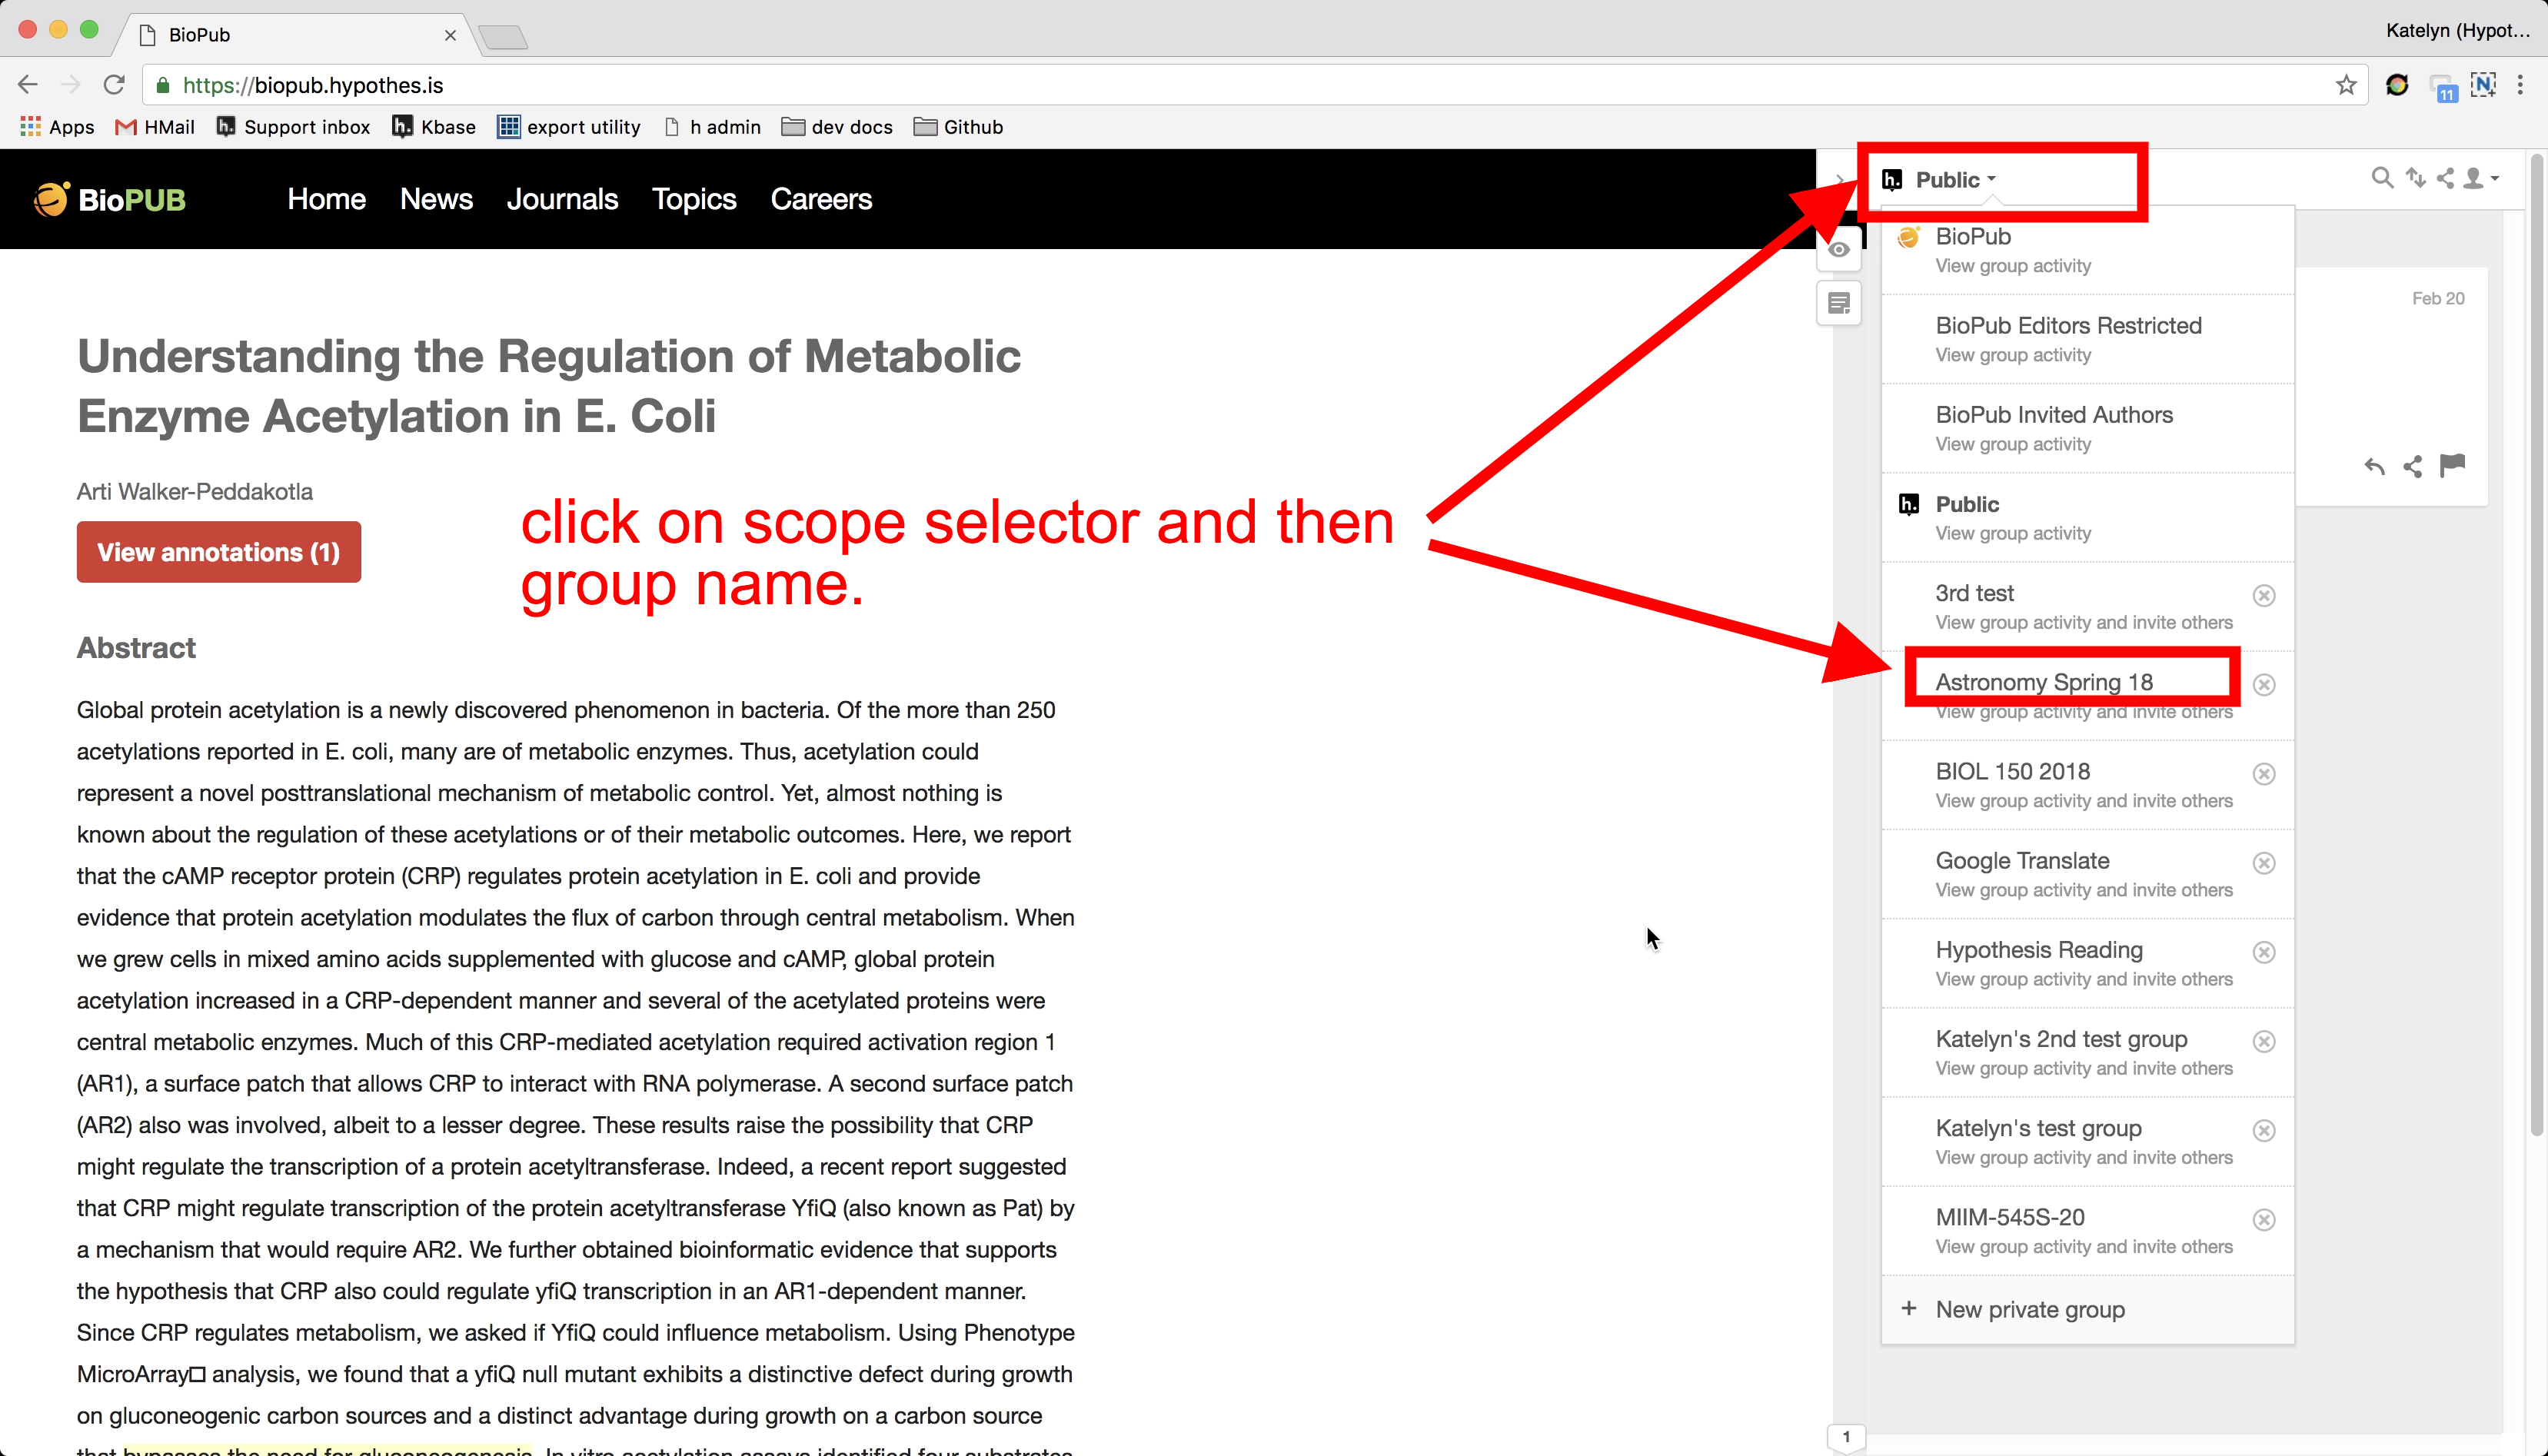 BioPub
Katelyn (Hypot...
https://biopub.hypothes.is
11
Apps
HMail
Support inbox
Kbase
export utility
h admin
dev docs
Github
BioPUB
Home
News
Journals
Topics
Careers
h. Public
Understanding the Regulation of Metabolic
Enzyme Acetylation in E. Coli
Arti Walker-Peddakotla
View annotations (1)
click on scope selector and then
group name.
Abstract
Global protein acetylation is a newly discovered phenomenon in bacteria. Of the more than 250
acetylations reported in E. coli, many are of metabolic enzymes. Thus, acetylation could
represent a novel posttranslational mechanism of metabolic control. Yet, almost nothing is
known about the regulation of these acetylations or of their metabolic outcomes. Here, we report
that the cAMP receptor protein (CRP) regulates protein acetylation in E. coli and provide
evidence that protein acetylation modulates the flux of carbon through central metabolism. When
we grew cells in mixed amino acids supplemented with glucose and cAMP, global protein
acetylation increased in a CRP-dependent manner and several of the acetylated proteins were
central metabolic enzymes. Much of this CRP-mediated acetylation required activation region 1
(AR1), a surface patch that allows CRP to interact with RNA polymerase. A second surface patch
(AR2) also was involved, albeit to a lesser degree. These results raise the possibility that CRP
might regulate the transcription of a protein acetyltransferase. Indeed, a recent report suggested
that CRP might regulate transcription of the protein acetyltransferase YfiQ (also known as Pat) by
a mechanism that would require AR2. We further obtained bioinformatic evidence that supports
the hypothesis that CRP also could regulate yfiQ transcription in an AR1-dependent manner.
Since CRP regulates metabolism, we asked if YfiQ could influence metabolism. Using Phenotype
MicroArray□ analysis, we found that a yfiQ null mutant exhibits a distinctive defect during growth
on gluconeogenic carbon sources and a distinct advantage during growth on a carbon source
that bypasses the need for gluconeogenesis. In vitro acetylation assays identified four substrates
BioPub
View group activity
BioPub Editors Restricted
View group activity
BioPub Invited Authors
View group activity
h. Public
View group activity
3rd test
View group activity and invite others
Astronomy Spring 18
View group activity and invite others
BIOL 150 2018
View group activity and invite others
Google Translate
View group activity and invite others
Hypothesis Reading
View group activity and invite others
Katelyn's 2nd test group
View group activity and invite others
Katelyn's test group
View group activity and invite others
MIIM-545S-20
View group activity and invite others
+ New private group
Feb 20
1